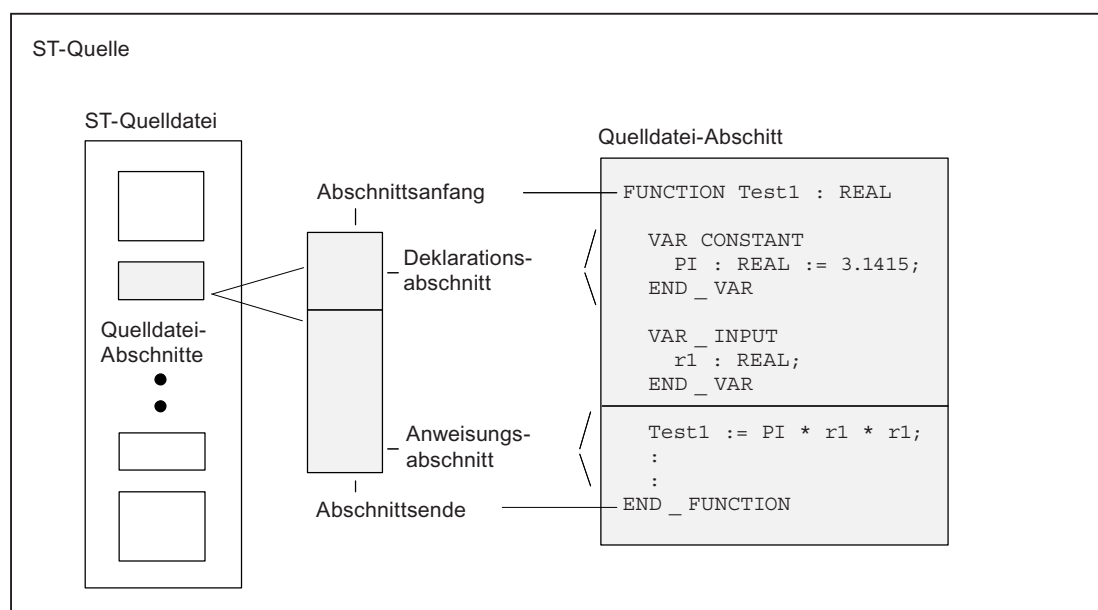 ST-Quelle
ST-Quelldatei
Quelldatei-
Abschnitte
Abschnittsanfang
Deklarations-
abschnitt
Anweisungs-
abschnitt
Abschnittsende
Quelldatei-Abschitt
FUNCTION Test1 : REAL
VAR CONSTANT
PI : REAL := 3.1415;
END _ VAR
VAR _ INPUT
r1 : REAL;
END _ VAR
Test1 := PI * r1 * r1;
:
:
END _ FUNCTION